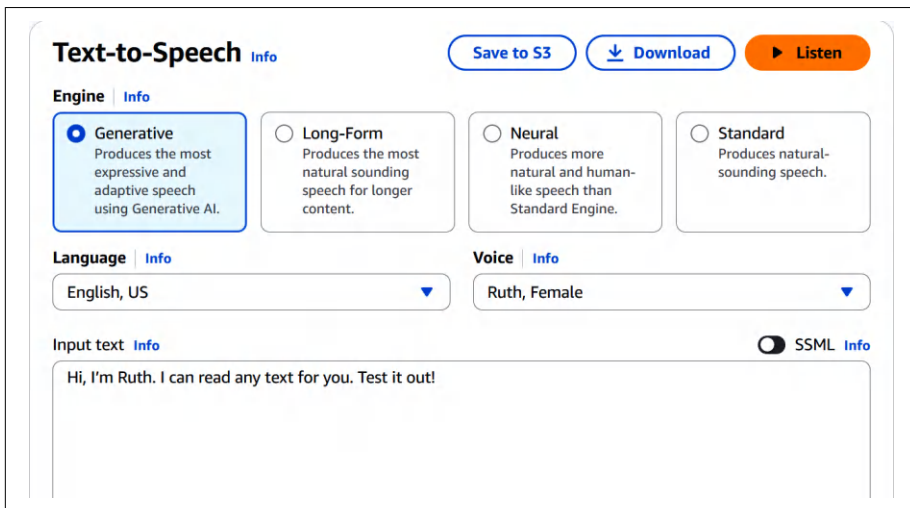 Text-to-Speech Info
Save to S3
Download
Listen
Engine Info
Generative
Produces the most
expressive and
adaptive speech
using Generative AI.
Long-Form
Produces the most
natural sounding
speech for longer
content.
Neural
Produces more
natural and human-
like speech than
Standard Engine.
Standard
Produces natural-
sounding speech.
Language Info
English, US
Voice Info
Ruth, Female
Input text Info
SSML Info
Hi, I'm Ruth. I can read any text for you. Test it out!